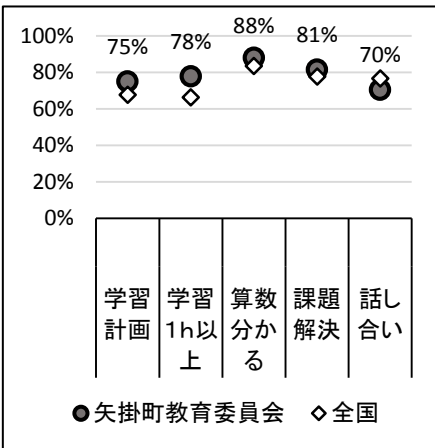 100%
80%
60%
40%
20%
0%
75%
78%
88%
81%
70%
学習
計画
学習
1h以
上
算数
分かる
課題
解決
話し
合い
矢掛町教育委員会
全国